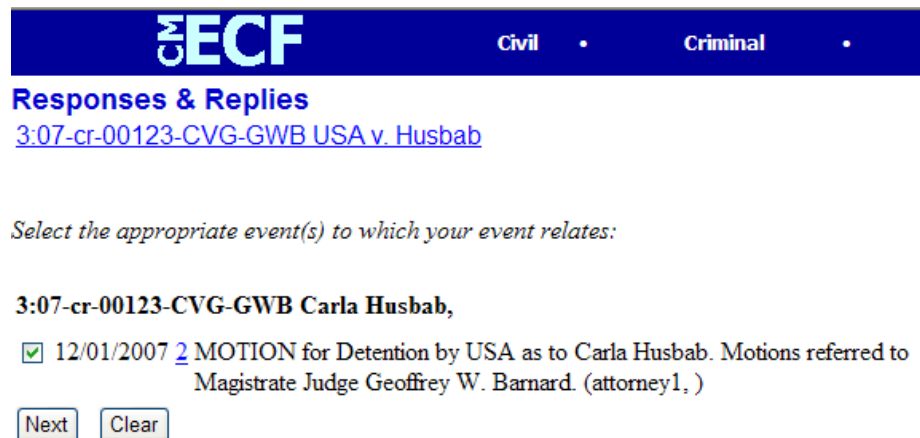 CM ECF Civil • Criminal •
Responses & Replies
3:07-cr-00123-CVG-GWB USA v. Husbab
Select the appropriate event(s) to which your event relates:
3:07-cr-00123-CVG-GWB Carla Husbab,
12/01/2007 2 MOTION for Detention by USA as to Carla Husbab. Motions referred to
Magistrate Judge Geoffrey W. Barnard. (attorney1, )
Next Clear